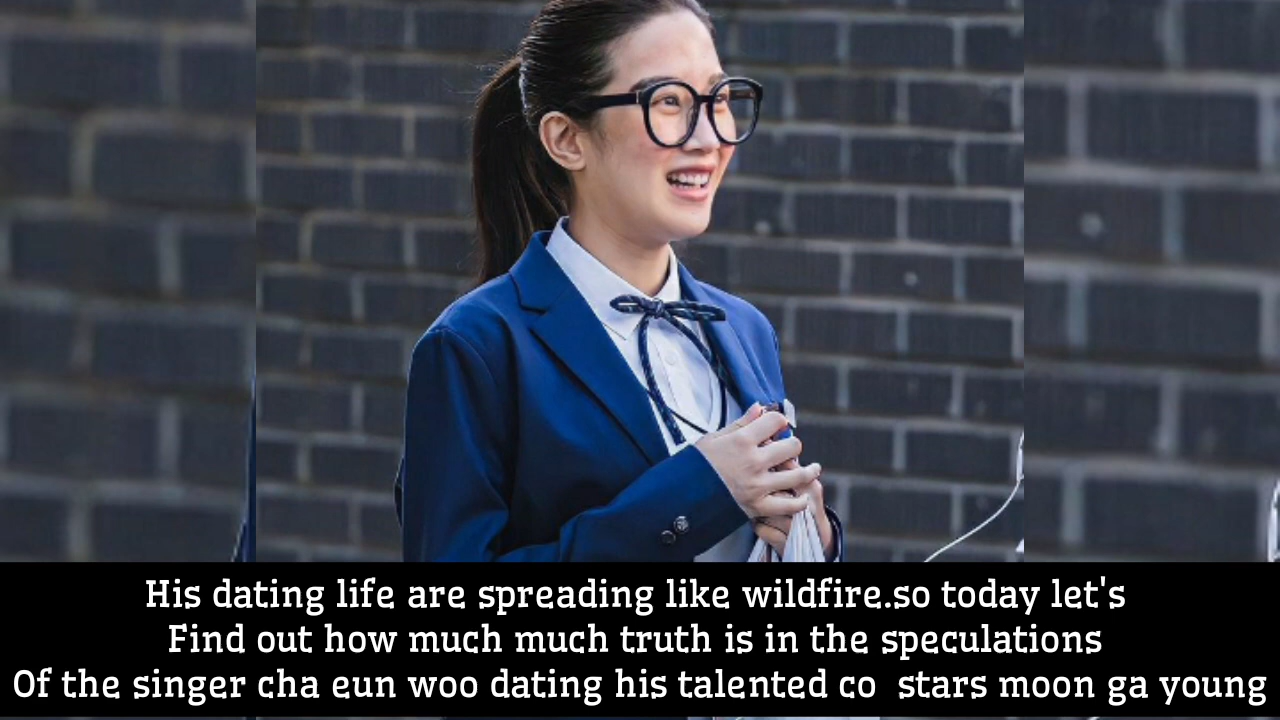 His dating life are spreading like wildfire.so today let's
Find out how much much truth is in the speculations
Of the singer cha eun woo dating his talented co stars moon ga young